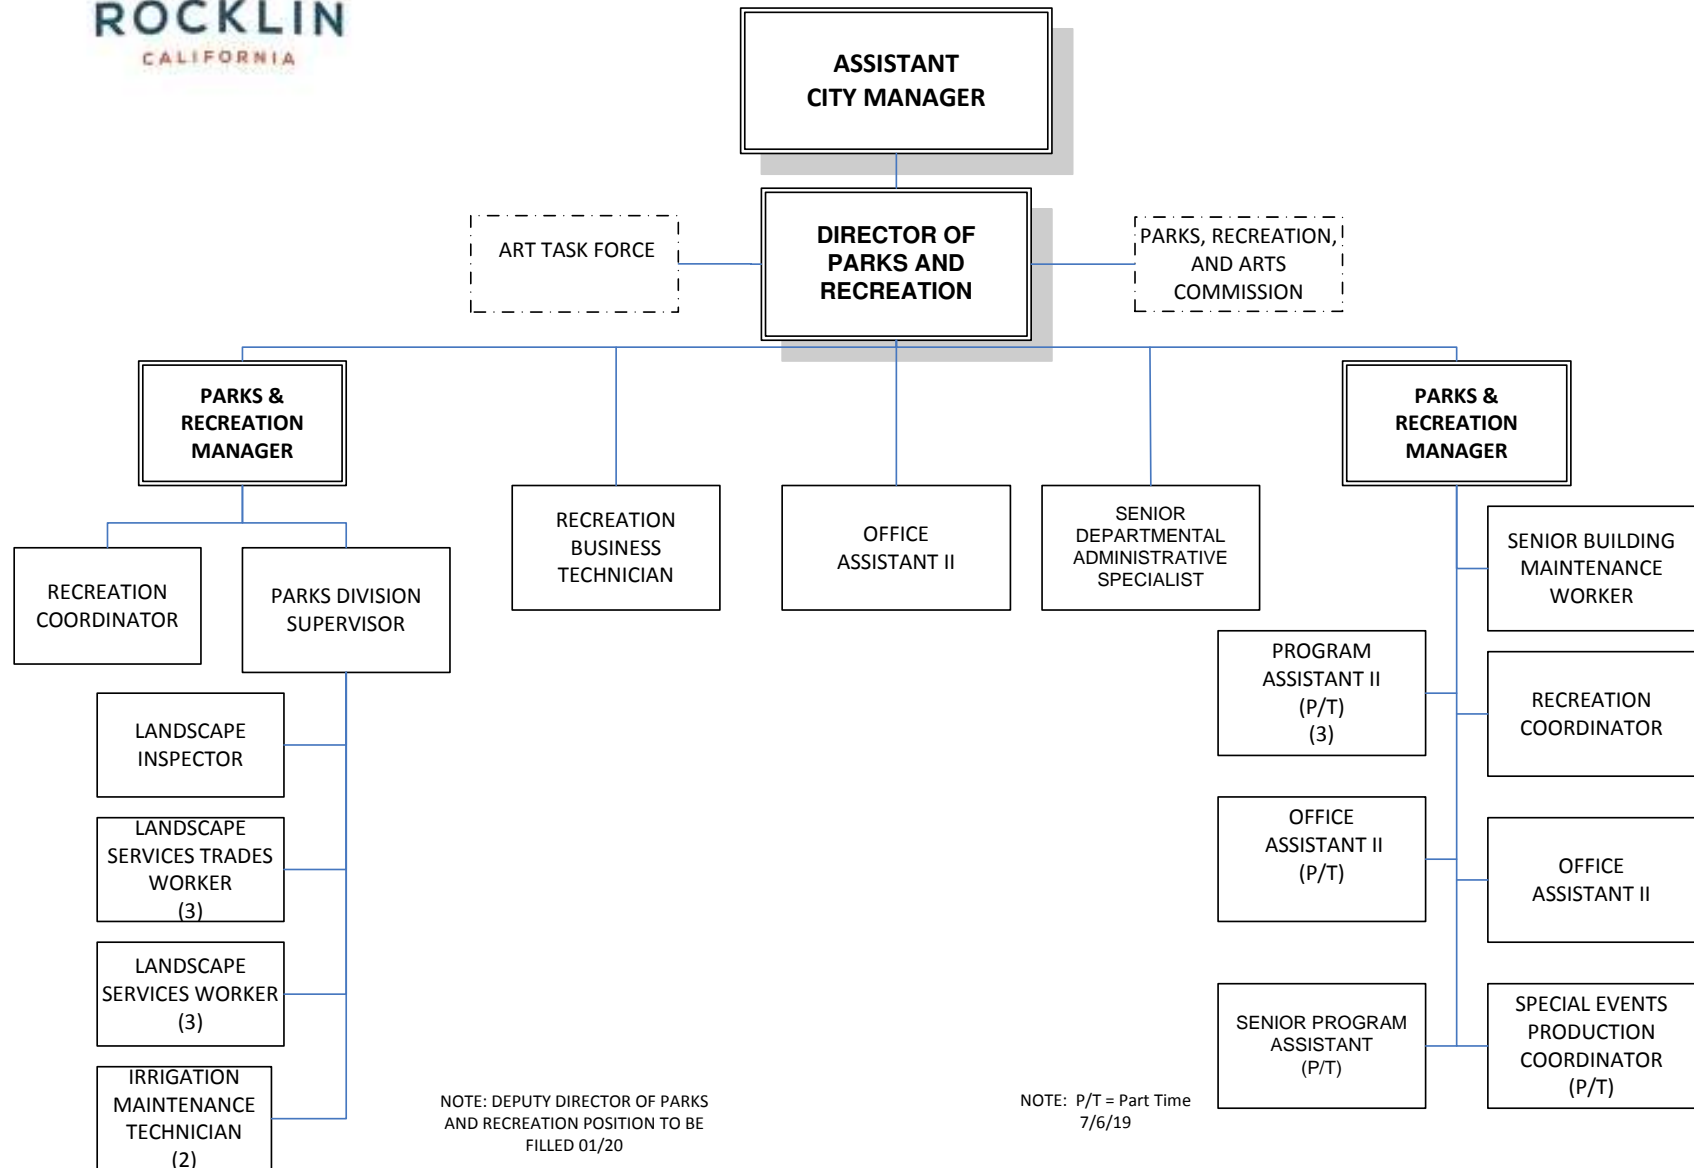 ROCKLIN
CALIFORNIA
ASSISTANT
CITY MANAGER
ART TASK FORCE
DIRECTOR OF
PARKS AND
RECREATION
PARKS, RECREATION,
AND ARTS
COMMISSION
PARKS &
RECREATION
MANAGER
PARKS &
RECREATION
MANAGER
RECREATION
BUSINESS
TECHNICIAN
OFFICE
ASSISTANT II
SENIOR
DEPARTMENTAL
ADMINISTRATIVE
SPECIALIST
RECREATION
COORDINATOR
PARKS DIVISION
SUPERVISOR
LANDSCAPE
INSPECTOR
LANDSCAPE
SERVICES TRADES
WORKER
(3)
LANDSCAPE
SERVICES WORKER
(3)
IRRIGATION
MAINTENANCE
TECHNICIAN
(2)
SENIOR BUILDING
MAINTENANCE
WORKER
PROGRAM
ASSISTANT II
(P/T)
(3)
RECREATION
COORDINATOR
OFFICE
ASSISTANT II
(P/T)
OFFICE
ASSISTANT II
SENIOR PROGRAM
ASSISTANT
(P/T)
SPECIAL EVENTS
PRODUCTION
COORDINATOR
(P/T)
NOTE: DEPUTY DIRECTOR OF PARKS
AND RECREATION POSITION TO BE
FILLED 01/20
NOTE: P/T = Part Time
7/6/19